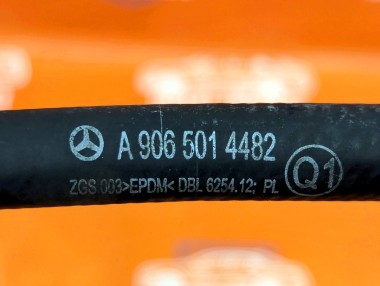 A 906 501 4482
ZGS 003>EPDM< DBL 6254.12; PL
Q1